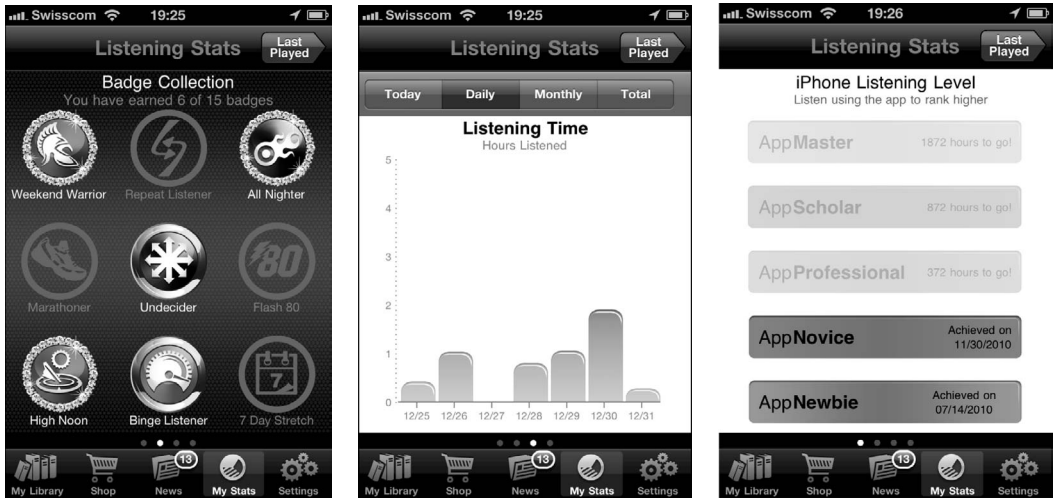 Swisscom 19:25
Listening Stats
Last
Played
Badge Collection
You have earned 6 of 15 badges
Weekend Warrior Repeat Listener All Nighter
80
Marathoner Undecider Flash 80
7
High Noon Binge Listener 7 Day Stretch
13
My Library Shop News My Stats Settings
Swisscom 19:25
Listening Stats
Last
Played
Today Daily Monthly Total
Listening Time
Hours Listened
5
4
3
2
1
0
12/25 12/26 12/27 12/28 12/29 12/30 12/31
13
My Library Shop News My Stats Settings
Swisscom 19:26
Listening Stats
Last
Played
iPhone Listening Level
Listen using the app to rank higher
AppMaster 1872 hours to go!
AppScholar 872 hours to go!
AppProfessional 372 hours to go!
AppNovice Achieved on
11/30/2010
AppNewbie Achieved on
07/14/2010
13
My Library Shop News My Stats Settings